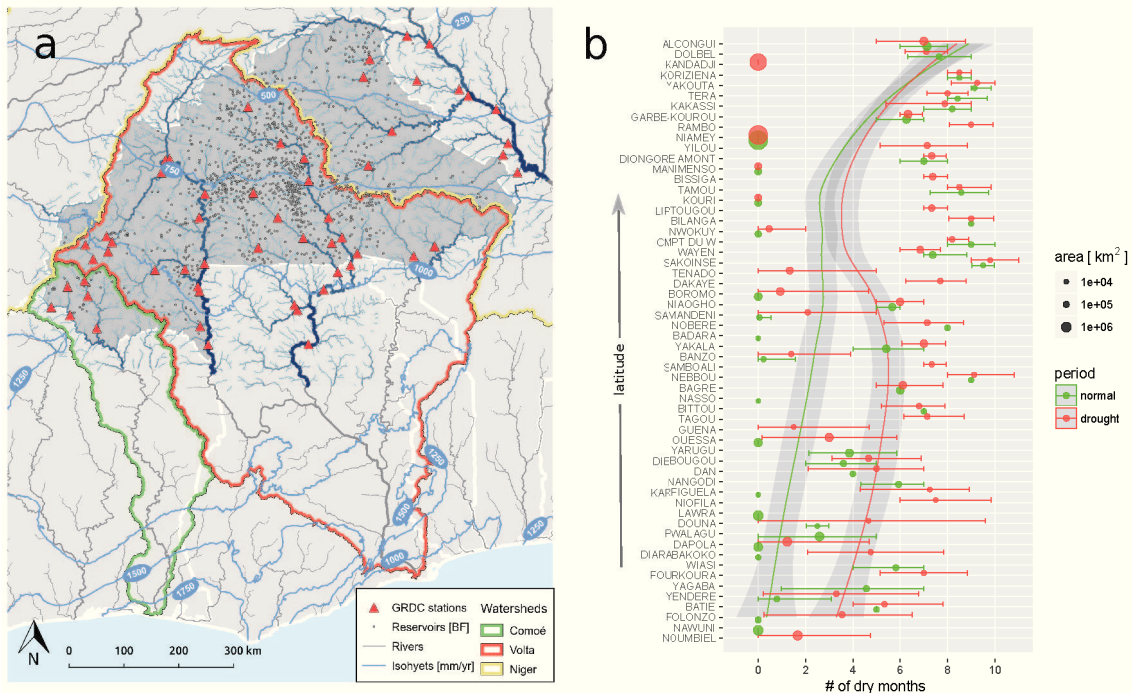 a
250
500
750
1000
1250
1250
1250
1500
1000
1500
1750
N
0 50 100 150 200 300 km
GRDC stations
Reservoirs [BF]
Rivers
Isohyets [mm/yr]
Watersheds
Comoé
Volta
Niger
b
ALCONGUI
DOLBEL
KANDADJI
KORIZIENA
YAKOUTA
TERA
KAKASSI
GARBE-KOUROU
RAMBO
NIAMEY
YILOU
DIONGORE AMONT
MANIMENSO
BISSIGA
TAMOU
KOURI
LIPTOUGOU
BILANGA
NWOKUY
CMPT DU W
WAYEN
SAKOINSE
TENADO
DAKAYE
BOROMO
NIAOGHO
SAMANDENI
NOBERE
BADARA
YAKALA
BANZO
SAMBOALI
NEBBOU
BAGRE
NASSO
BITTOU
TAGOU
GUENA
OUESSA
YARUGU
DIEBOUGOU
DAN
NANGODI
KARFIGUELA
NIOFILA
LAWRA
DOUNA
PWALAGU
DAPOLA
DIARABAKOKO
WIASI
FOURKOURA
YAGABA
YENDERE
BATIE
FOLONZO
NAWUNI
NOUMBIEL
latitude
0 2 4 6 8 10
# of dry months
area [ km² ]
1e+04
1e+05
1e+06
period
normal
drought